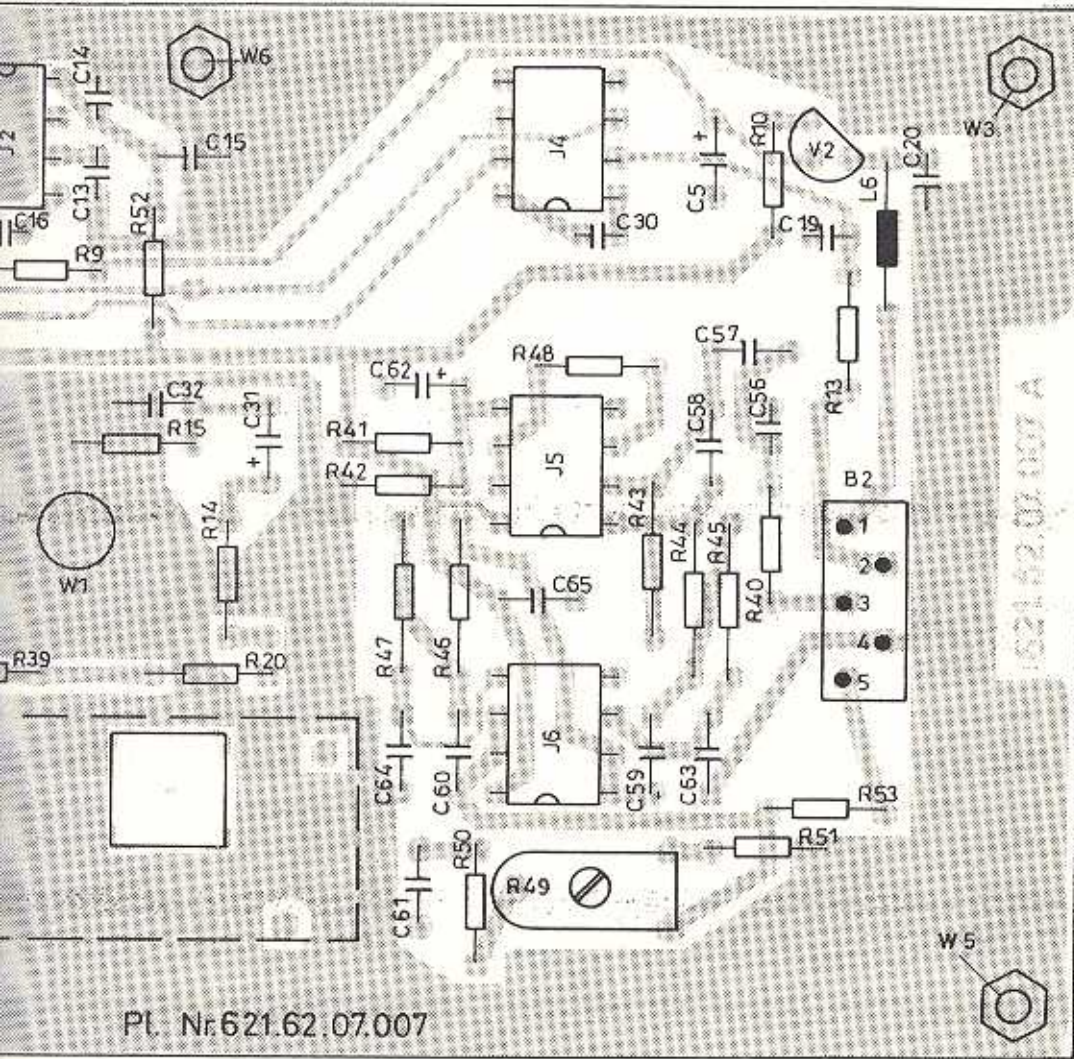 W6
W3
C14
J2
C13
C15
R52
C16
R9
J4
C30
C5
+
R10
V2
C20
L6
C19
R13
C57
R48
C62
+
C32
R15
C31
+
R41
R42
J5
C58
C56
B2
1
2
3
4
5
R14
W1
R43
R44
R45
R40
C65
R47
R46
R39
R20
J6
C64
C60
C59
+
C63
R53
R51
R50
R49
C61
W5
Pl. Nr.621.62.07.007